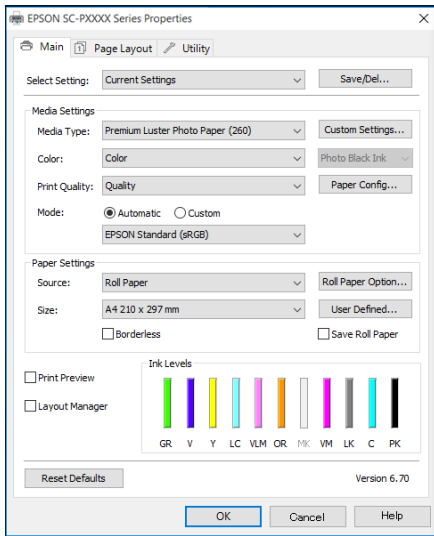 EPSON SC-PXXXX Series Properties
Main Page Layout Utility
Select Setting: Current Settings Save/Del...
Media Settings
Media Type: Premium Luster Photo Paper (260) Custom Settings...
Color: Color Photo Black Ink
Print Quality: Quality Paper Config...
Mode: Automatic Custom
EPSON Standard (sRGB)
Paper Settings
Source: Roll Paper Roll Paper Option...
Size: A4 210 x 297 mm User Defined...
Borderless Save Roll Paper
Ink Levels
Print Preview
Layout Manager
GR V Y LC VLM OR MK VM LK C PK
Reset Defaults Version 6.70
OK Cancel Help